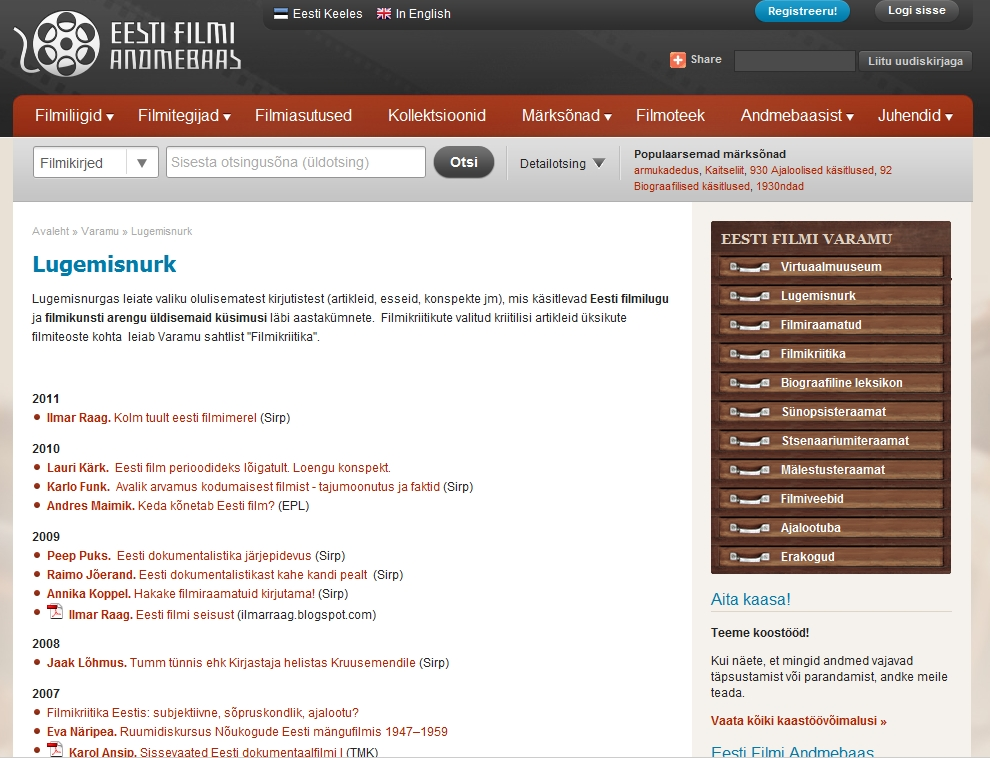 Eesti Keeles In English Registreeru! Logi sisse
EESTI FILMI
ANDMEBAAS
Share Liitu uudiskirjaga
Filmiliigid Filmitegijad Filmiasutused Kollektsioonid Märksõnad Filmoteek Andmebaasist Juhendid
Filmikirjed Sisesta otsingusõna (üldotsing) Otsi Detailotsing
Populaarsemad märksõnad
armukadedus, Kaitseliit, 930 Ajaloolised käsitlused, 92
Biograafilised käsitlused, 1930ndad
Avaleht » Varamu » Lugemisnurk
Lugemisnurk
Lugemisnurgas leiate valiku olulisematest kirjutistest (artikleid, esseid, konspekte jm), mis käsitlevad Eesti filmilugu
ja filmikunsti arengu üldisemaid küsimusi läbi aastakümnete. Filmikriitikute valitud kriitilisi artikleid üksikute
filmiteoste kohta leiab Varamu sahtlist "Filmikriitika".
2011
Ilmar Raag. Kolm tuult eesti filmimerel (Sirp)
2010
Lauri Kärk. Eesti film perioodideks lõigatult. Loengu konspekt.
Karlo Funk. Avalik arvamus kodumaisest filmist - tajumoonutus ja faktid (Sirp)
Andres Maimik. Keda kõnetab Eesti film? (EPL)
2009
Peep Puks. Eesti dokumentalistika järjepidevus (Sirp)
Raimo Jõerand. Eesti dokumentalistikast kahe kandi pealt (Sirp)
Annika Koppel. Hakake filmiraamatuid kirjutama! (Sirp)
Ilmar Raag. Eesti filmi seisust (ilmarraag.blogspot.com)
2008
Jaak Lõhmus. Tumm tünnis ehk Kirjastaja helistas Kruusemendile (Sirp)
2007
Filmikriitika Eestis: subjektiivne, sõpruskondlik, ajalootu?
Eva Näripea. Ruumidiskursus Nõukogude Eesti mängufilmis 1947–1959
Karol Ansip. Sissevaated Eesti dokumentaalfilmi I (TMK)
EESTI FILMI VARAMU
Virtuaalmuuseum
Lugemisnurk
Filmiraamatud
Filmikriitika
Biograafiline leksikon
Sünopsisteraamat
Stsenaariumiteraamat
Mälestusteraamat
Filmiveebid
Ajalootuba
Erakogud
Aita kaasa!
Teeme koostööd!
Kui näete, et mingid andmed vajavad
täpsustamist või parandamist, andke meile
teada.
Vaata kõiki kaastöövõimalusi »
Eesti Filmi Andmebaas